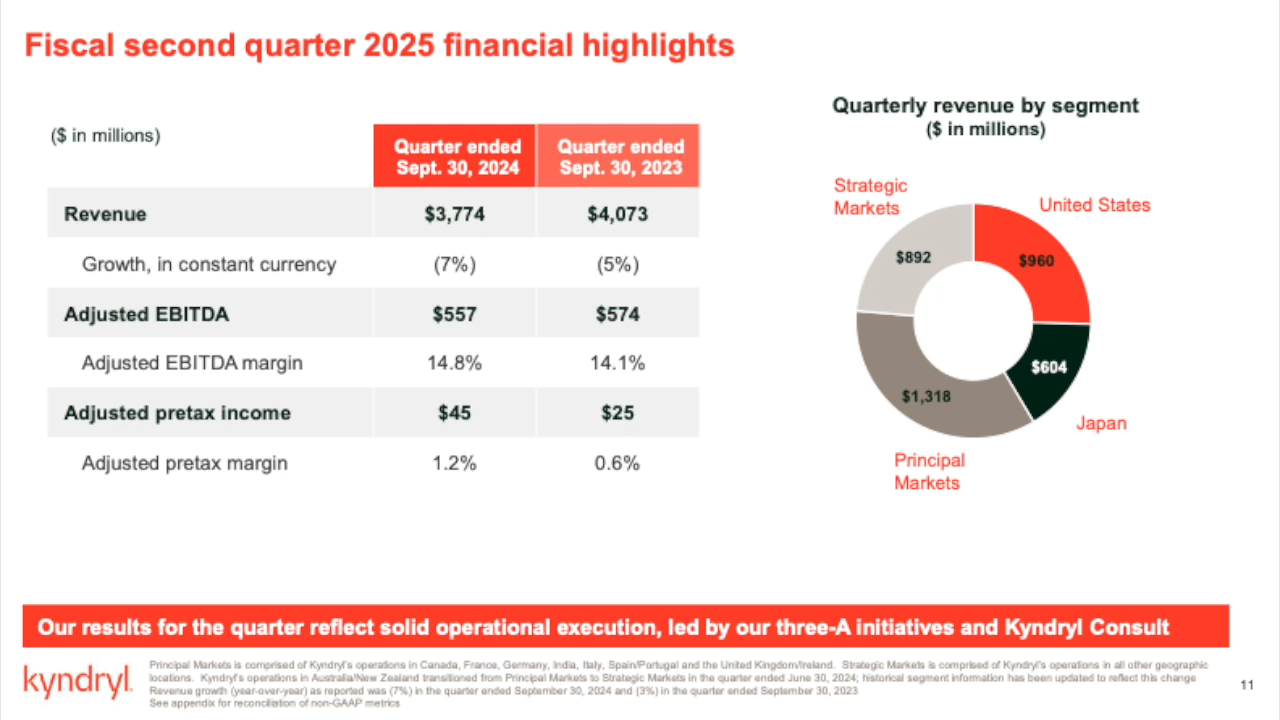 Fiscal second quarter 2025 financial highlights
($ in millions)
Quarter ended Quarter ended
Sept. 30, 2024 Sept. 30, 2023
Revenue $3,774 $4,073
Growth, in constant currency (7%) (5%)
Adjusted EBITDA $557 $574
Adjusted EBITDA margin 14.8% 14.1%
Adjusted pretax income $45 $25
Adjusted pretax margin 1.2% 0.6%
Quarterly revenue by segment
($ in millions)
Strategic
Markets
United States
$892
$960
$604
$1,318
Japan
Principal
Markets
Our results for the quarter reflect solid operational execution, led by our three-A initiatives and Kyndryl Consult
kyndryl.
Principal Markets is comprised of Kyndryl's operations in Canada, France, Germany, India, Italy, Spain/Portugal and the United Kingdom/Ireland. Strategic Markets is comprised of Kyndryl's operations in all other geographic
locations. Kyndryl's operations in Australia/New Zealand transitioned from Principal Markets to Strategic Markets in the quarter ended June 30, 2024; historical segment information has been updated to reflect this change
Revenue growth (year-over-year) as reported was (7%) in the quarter ended September 30, 2024 and (3%) in the quarter ended September 30, 2023
See appendix for reconciliation of non-GAAP metrics
11